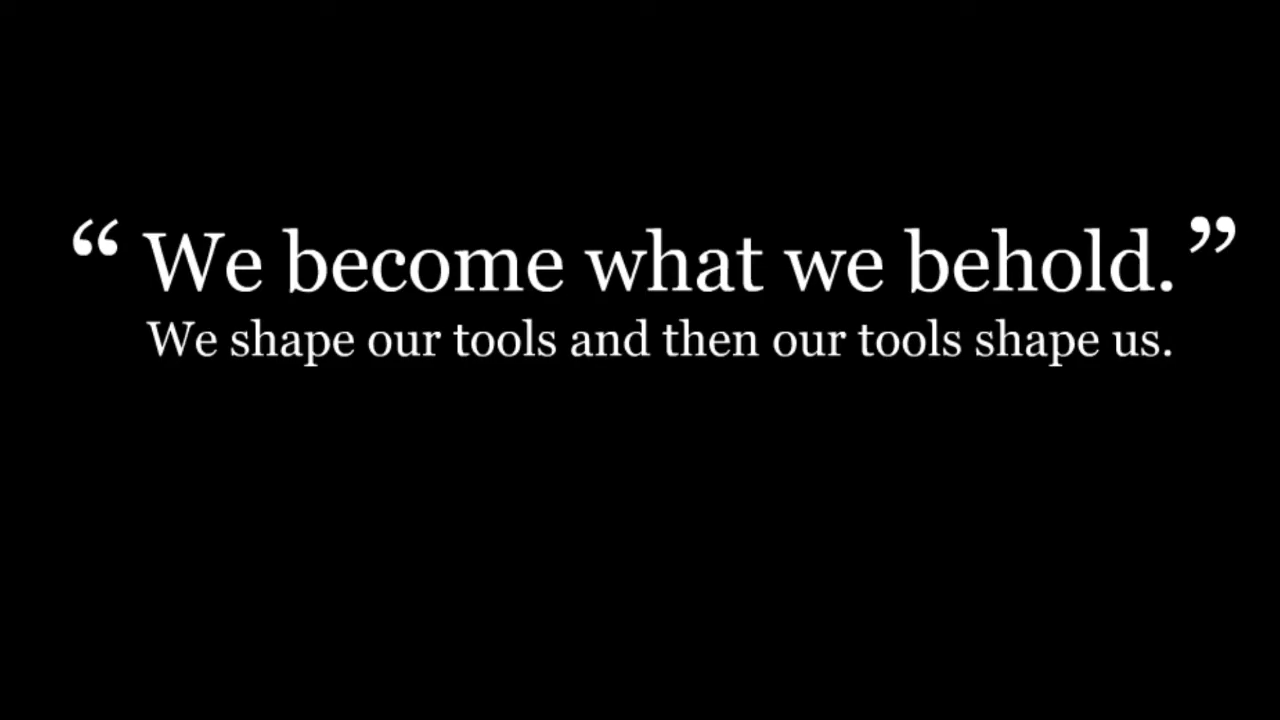 “ We become what we behold. ”
We shape our tools and then our tools shape us.